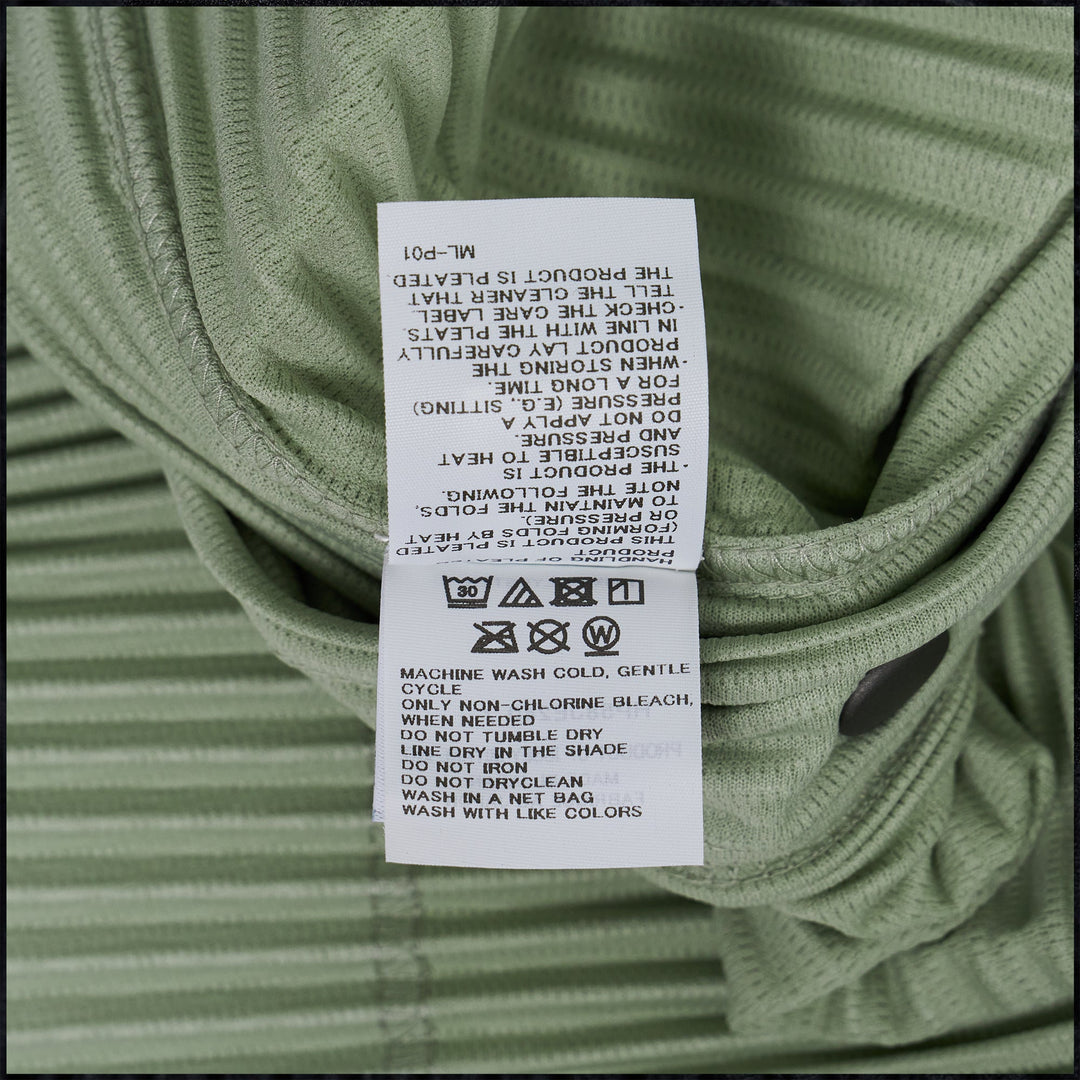 HANDLING OF PLEATED
PRODUCT
THIS PRODUCT IS PLEATED
(FORMING FOLDS BY HEAT
OR PRESSURE).
TO MAINTAIN THE FOLDS,
NOTE THE FOLLOWING.
·THE PRODUCT IS
SUSCEPTIBLE TO HEAT
AND PRESSURE.
DO NOT APPLY A
PRESSURE (E.G., SITTING)
FOR A LONG TIME.
·WHEN STORING THE
PRODUCT LAY CAREFULLY
IN LINE WITH THE PLEATS.
·CHECK THE CARE LABEL.
TELL THE CLEANER THAT
THE PRODUCT IS PLEATED.
ML-P01
30
W
MACHINE WASH COLD, GENTLE
CYCLE
ONLY NON-CHLORINE BLEACH,
WHEN NEEDED
DO NOT TUMBLE DRY
LINE DRY IN THE SHADE
DO NOT IRON
DO NOT DRYCLEAN
WASH IN A NET BAG
WASH WITH LIKE COLORS